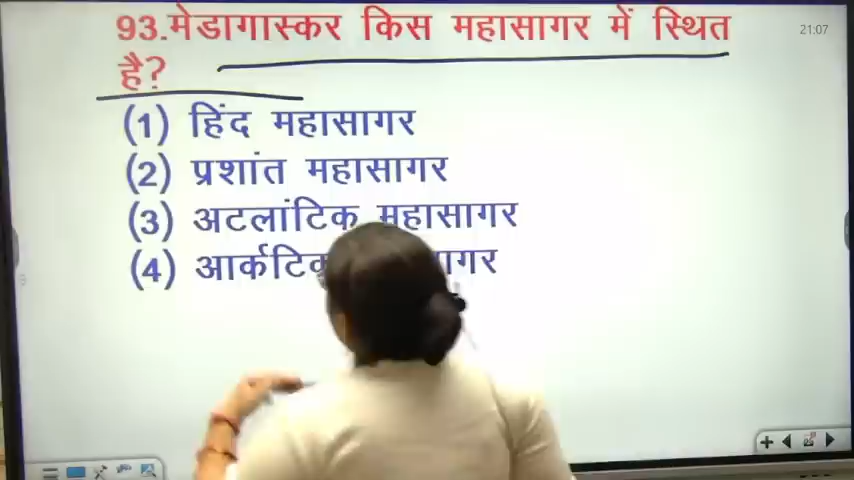 93.मेडागास्कर किस महासागर में स्थित
है?
(1) हिंद महासागर
(2) प्रशांत महासागर
(3) अटलांटिक महासागर
(4)
21:07